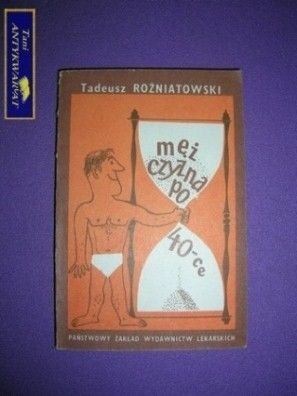 Tani
ANTYKWARIAT
Tadeusz ROŻNIATOWSKI
męż
czyzna
po
40-ce
PAŃSTWOWY ZAKŁAD WYDAWNICTW LEKARSKICH